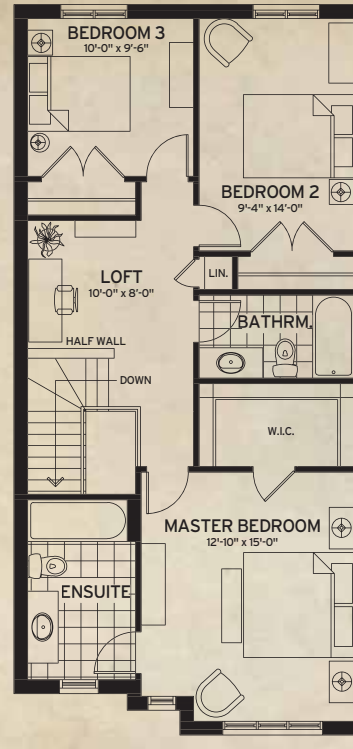 BEDROOM 3
10'-0" x 9'-6"
BEDROOM 2
9'-4" x 14'-0"
LOFT
10'-0" x 8'-0"
LIN.
BATHRM.
HALF WALL
DOWN
W.I.C.
MASTER BEDROOM
12'-10" x 15'-0"
ENSUITE